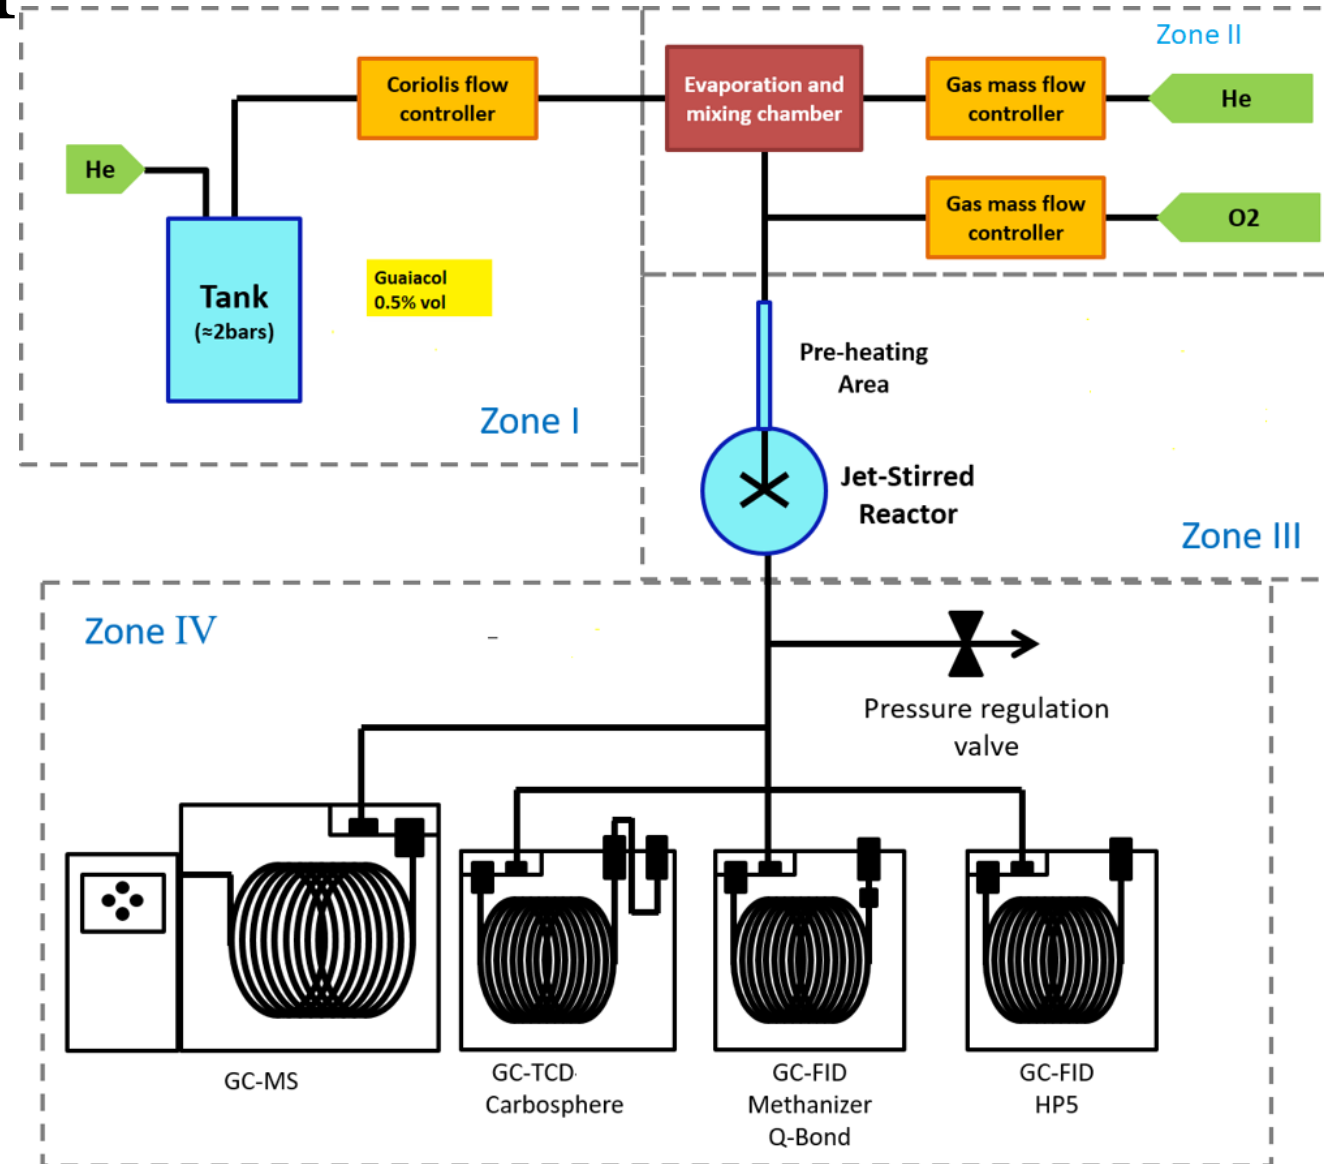 Zone II
Coriolis flow
controller
Evaporation and
mixing chamber
Gas mass flow
controller
He
He
Gas mass flow
controller
O2
Tank
(≈2bars)
Guaiacol
0.5% vol
Zone I
Pre-heating
Area
Jet-Stirred
Reactor
Zone III
Zone IV
Pressure regulation
valve
GC-MS
GC-TCD
Carbosphere
GC-FID
Methanizer
Q-Bond
GC-FID
HP5